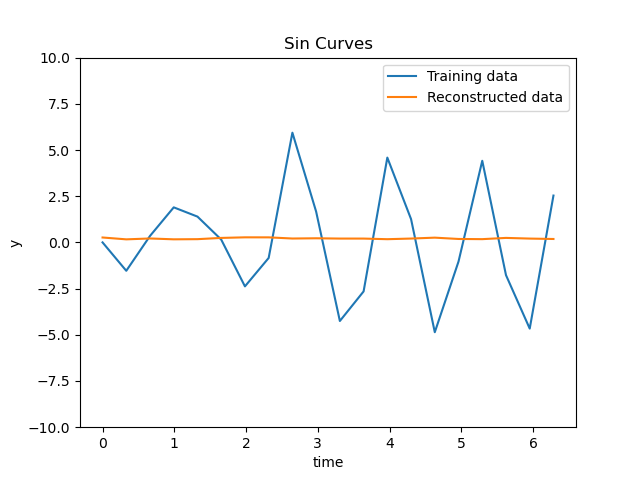 Sin Curves
Training data
Reconstructed data
10.0
7.5
5.0
2.5
0.0
−2.5
−5.0
−7.5
−10.0
y
0 1 2 3 4 5 6
time